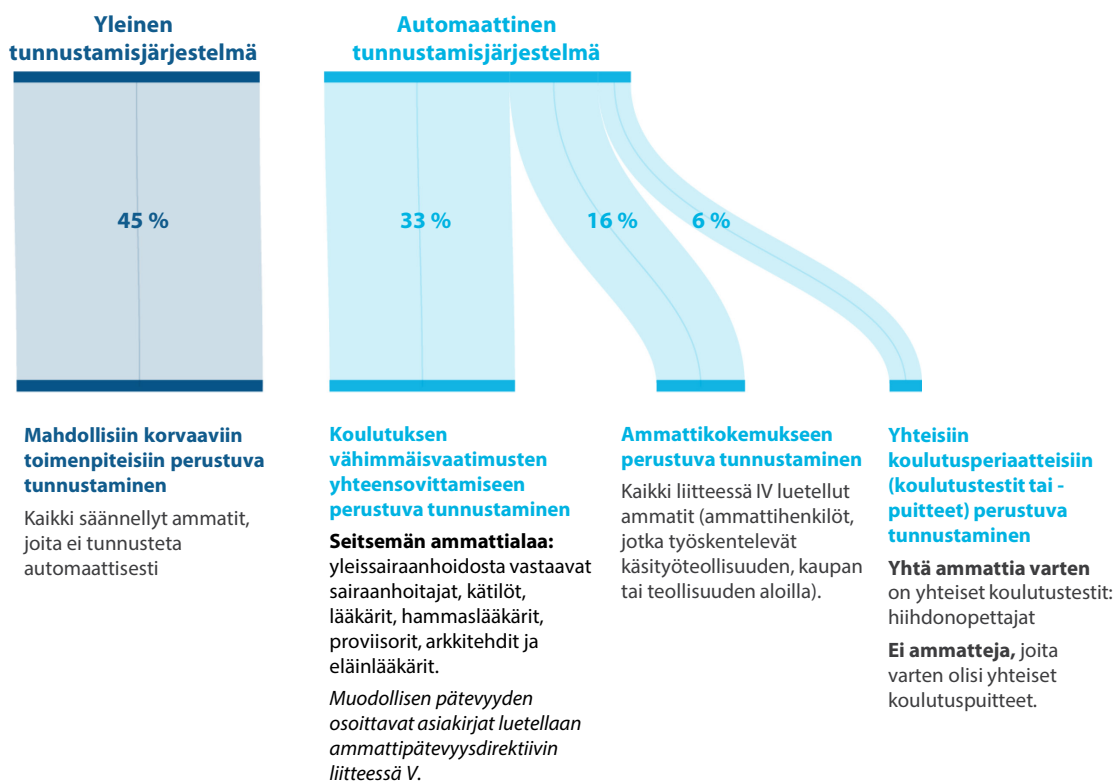 Yleinen
tunnustamisjärjestelmä
Automaattinen
tunnustamisjärjestelmä
45 %
33 %
16 %
6 %
Mahdollisiin korvaaviin
toimenpiteisiin perustuva
tunnustaminen
Kaikki säännellyt ammatit,
joita ei tunnusteta
automaattisesti
Koulutuksen
vähimmäisvaatimusten
yhteensovittamiseen
perustuva tunnustaminen
Seitsemän ammattialaa:
yleissairaanhoidosta vastaavat
sairaanhoitajat, kätilöt,
lääkärit, hammaslääkärit,
proviisorit, arkkitehdit ja
eläinlääkärit.
Muodollisen pätevyyden
osoittavat asiakirjat luetellaan
ammattipätevyysdirektiivin
liitteessä V.
Ammattikokemukseen
perustuva tunnustaminen
Kaikki liitteessä IV luetellut
ammatit (ammattihenkilöt,
jotka työskentelevät
käsityöteollisuuden, kaupan
tai teollisuuden aloilla).
Yhteisiin
koulutusperiaatteisiin
(koulutustestit tai -
puitteet) perustuva
tunnustaminen
Yhtä ammattia varten
on yhteiset koulutustestit:
hiihdonopettajat
Ei ammatteja, joita
varten olisi yhteiset
koulutuspuitteet.